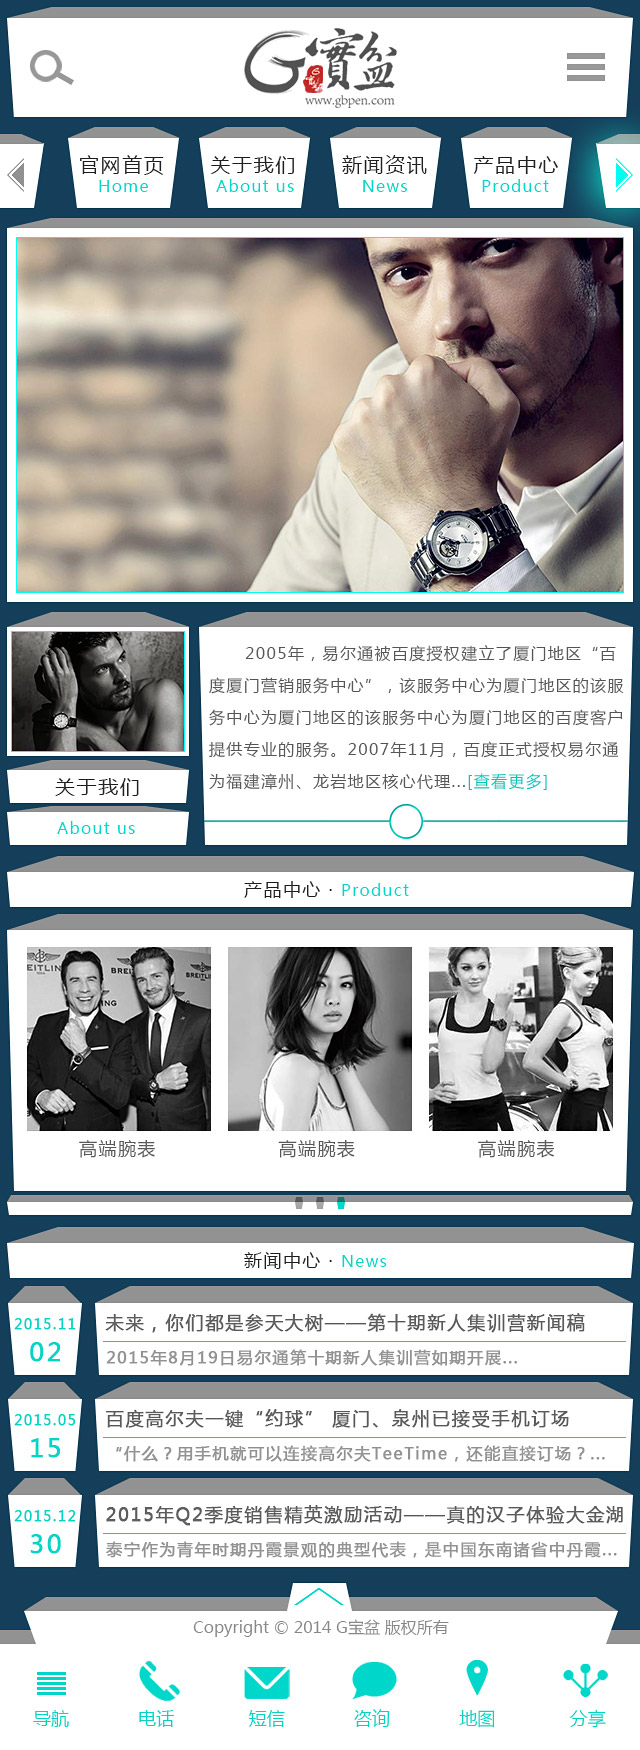 G寶盆
www.gbpen.com
官网首页 关于我们 新闻资讯 产品中心
Home About us News Product
2005年，易尔通被百度授权建立了厦门地区“百
度厦门营销服务中心”，该服务中心为厦门地区的该服
务中心为厦门地区的该服务中心为厦门地区的百度客户
提供专业的服务。2007年11月，百度正式授权易尔通
为福建漳州、龙岩地区核心代理...[查看更多]
关于我们
About us
产品中心 · Product
BREITLING
高端腕表 高端腕表 高端腕表
新闻中心 · News
2015.11
02
未来，你们都是参天大树——第十期新人集训营新闻稿
2015年8月19日易尔通第十期新人集训营如期开展...
2015.05
15
百度高尔夫一键“约球” 厦门、泉州已接受手机订场
“什么？用手机就可以连接高尔夫TeeTime，还能直接订场？...
2015.12
30
2015年Q2季度销售精英激励活动——真的汉子体验大金湖
泰宁作为青年时期丹霞景观的典型代表，是中国东南诸省中丹霞...
Copyright © 2014 G宝盆 版权所有
导航 电话 短信 咨询 地图 分享